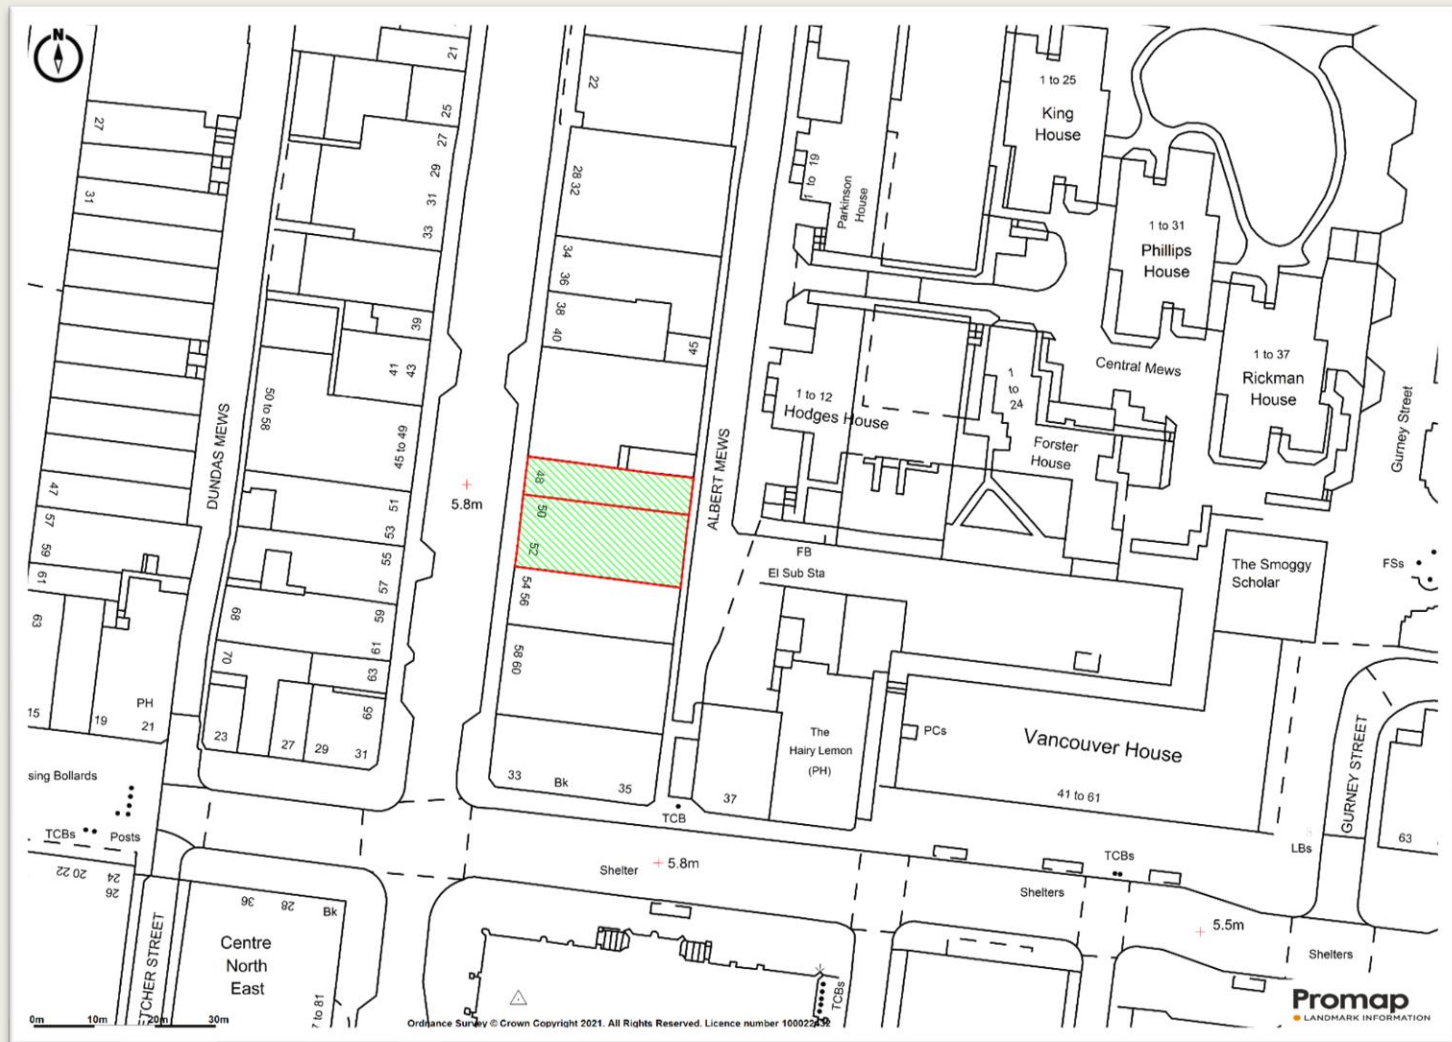 N
21
25
27
29
31
33
39
41
43
45 to 49
51
53
55
57
59
61
63
65
27
31
47
57
59
61
63
15
19
PH
21
DUNDAS MEWS
50 to 58
68
70
23
27
29
31
22
28 32
34
36
38
40
45
48
50
52
54 56
58 60
33
Bk
35
5.8m
ALBERT MEWS
1 to 19
Parkinson
House
1 to 25
King
House
1 to 31
Phillips
House
1 to 37
Rickman
House
Central Mews
1 to 12
Hodges House
1
to
24
Forster
House
Gurney Street
FB
El Sub Sta
The Smoggy
Scholar
FSs
The
Hairy Lemon
(PH)
37
PCs
Vancouver House
41 to 61
GURNEY STREET
63
LBs
sing Bollards
TCBs
Posts
TCB
Shelter
5.8m
TCBs
Shelters
5.5m
Shelters
20 22
24
26
36
28
Bk
Centre
North
East
TCHER STREET
7 to 81
TCBs
0m
10m
20m
30m
Ordnance Survey © Crown Copyright 2021. All Rights Reserved. Licence number 100022432
Promap
LANDMARK INFORMATION